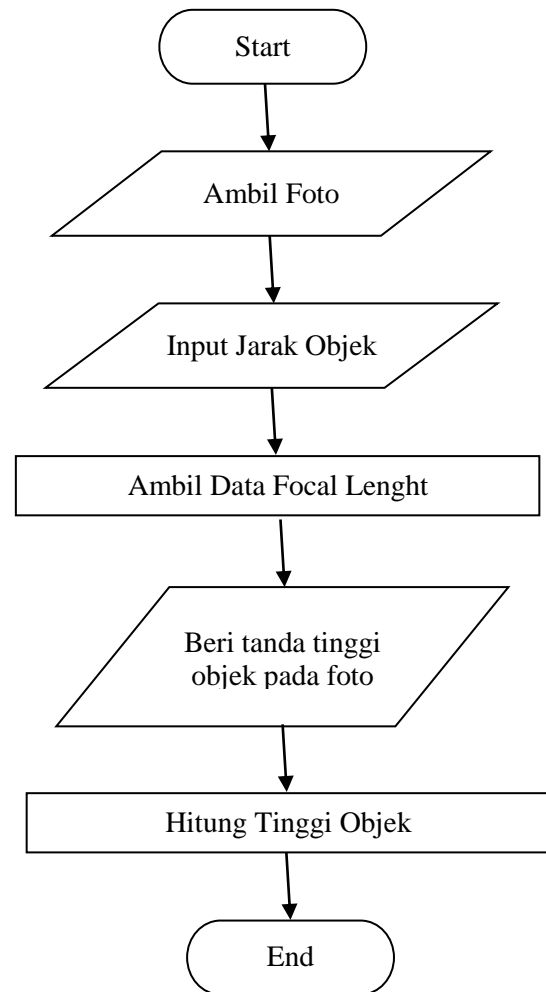 Start
Ambil Foto
Input Jarak Objek
Ambil Data Focal Lenght
Beri tanda tinggi
objek pada foto
Hitung Tinggi Objek
End